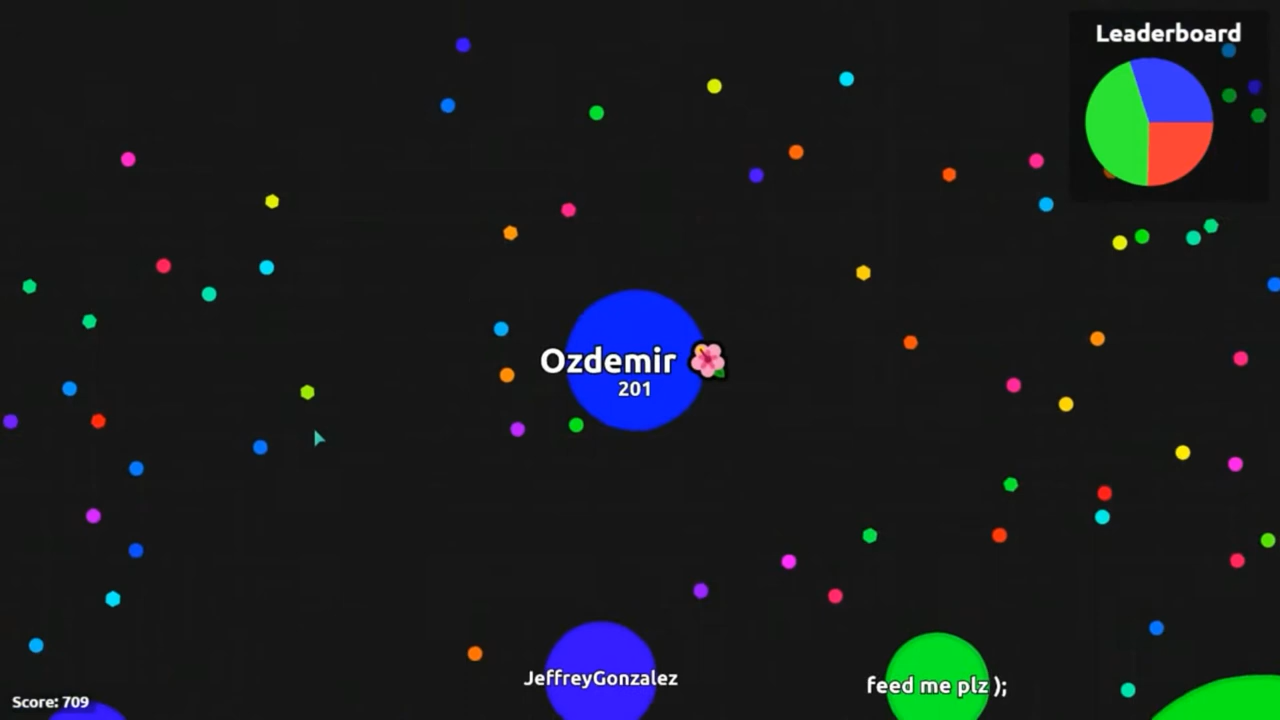 Leaderboard
Ozdemir 🌺
201
JeffreyGonzalez
feed me plz );
Score: 709